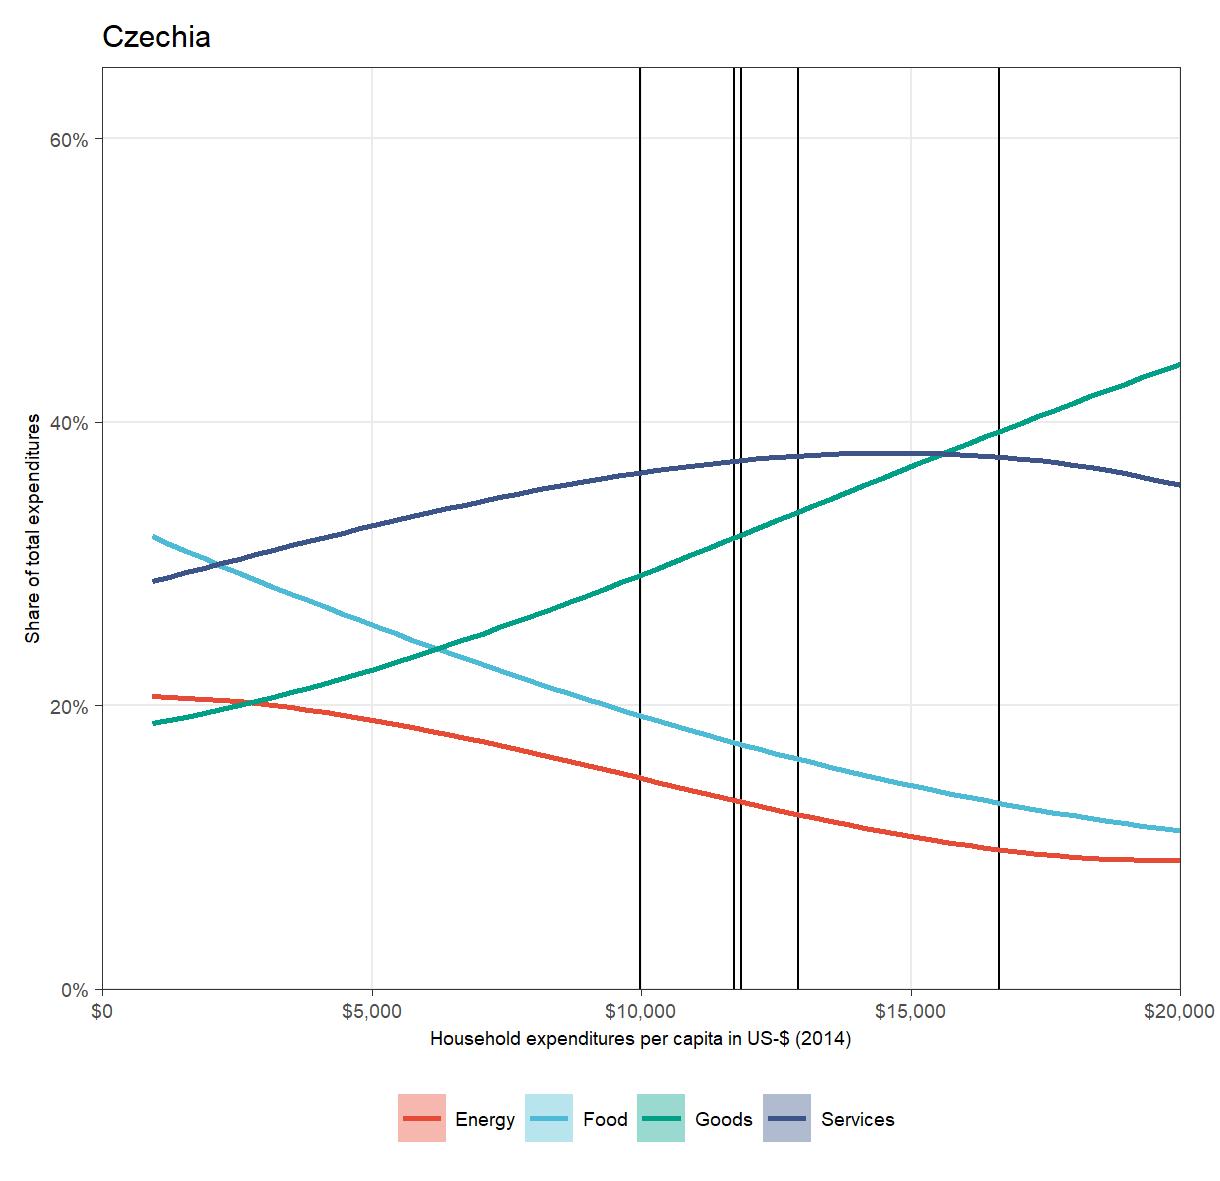 Czechia
60%
40%
20%
0%
Share of total expenditures
$0 $5,000 $10,000 $15,000 $20,000
Household expenditures per capita in US-$ (2014)
Energy Food Goods Services